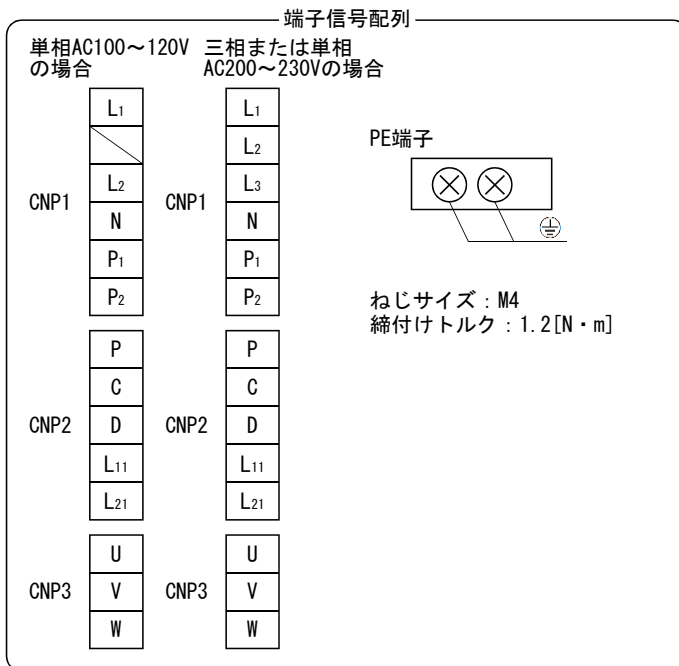 端子信号配列
単相AC100～120V
の場合
三相または単相
AC200～230Vの場合
CNP1
L1
L2
N
P1
P2
CNP1
L1
L2
L3
N
P1
P2
CNP2
P
C
D
L11
L21
CNP2
P
C
D
L11
L21
CNP3
U
V
W
CNP3
U
V
W
PE端子
ねじサイズ：M4
締付けトルク：1.2[N・m]